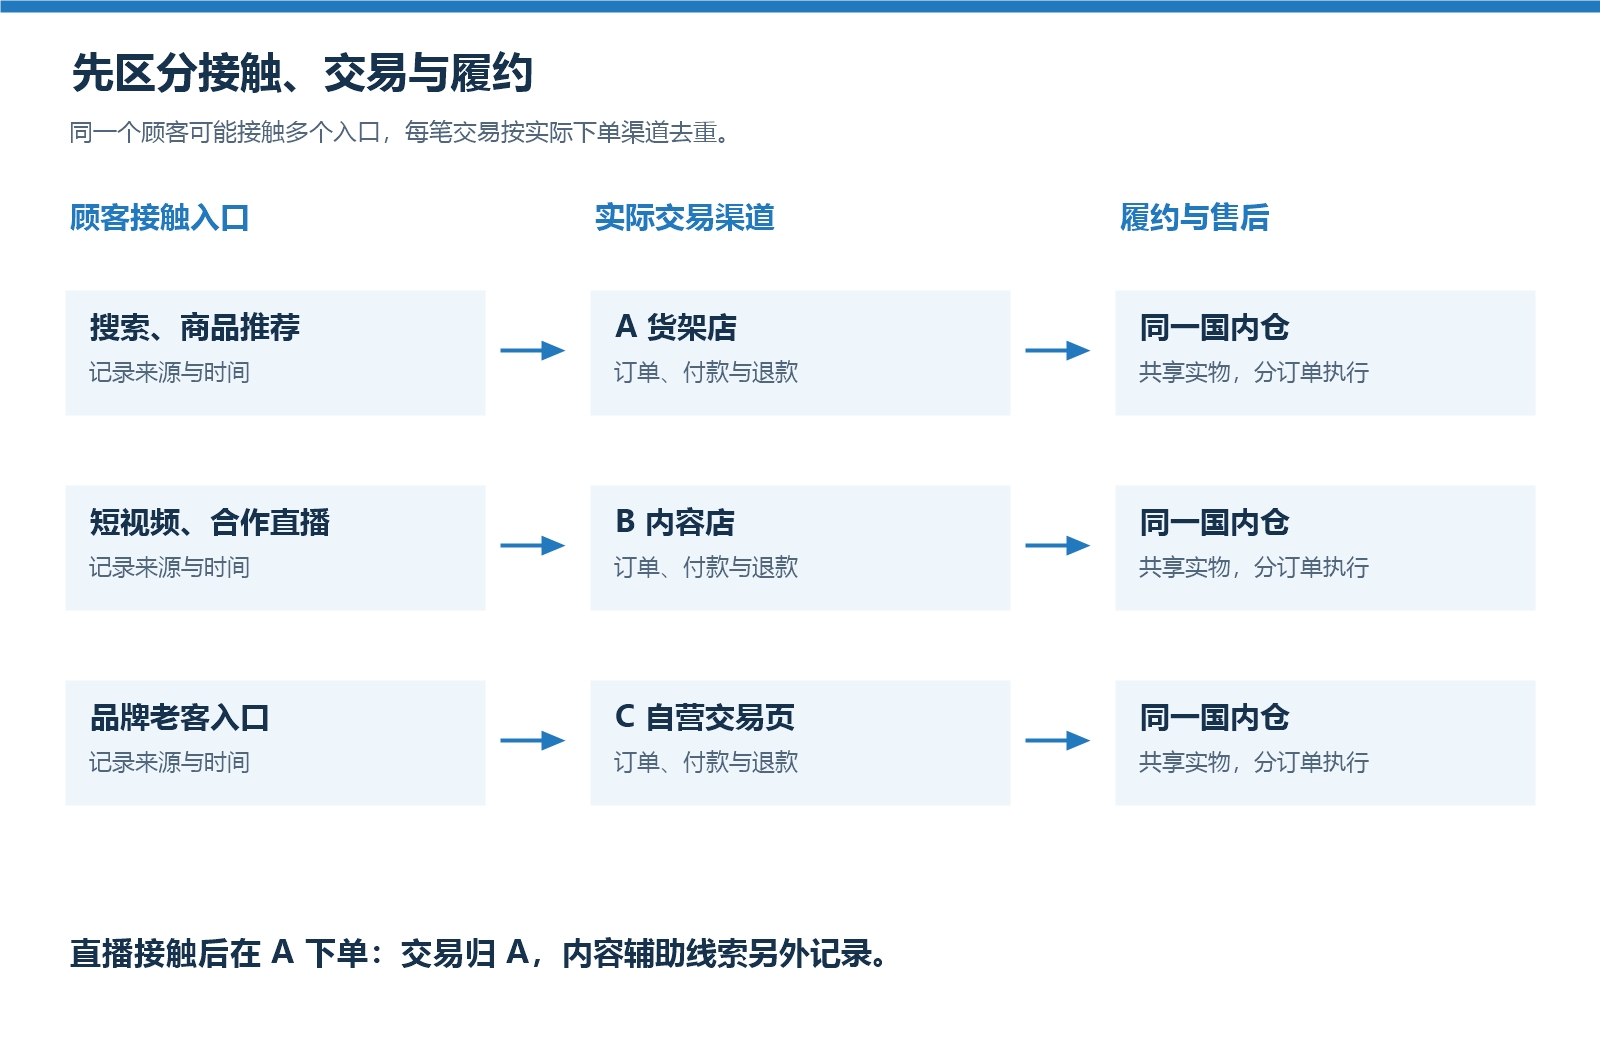 先区分接触、交易与履约
同一个顾客可能接触多个入口，每笔交易按实际下单渠道去重。
顾客接触入口
实际交易渠道
履约与售后
搜索、商品推荐
记录来源与时间
A 货架店
订单、付款与退款
同一国内仓
共享实物，分订单执行
短视频、合作直播
记录来源与时间
B 内容店
订单、付款与退款
同一国内仓
共享实物，分订单执行
品牌老客入口
记录来源与时间
C 自营交易页
订单、付款与退款
同一国内仓
共享实物，分订单执行
直播接触后在 A 下单：交易归 A，内容辅助线索另外记录。